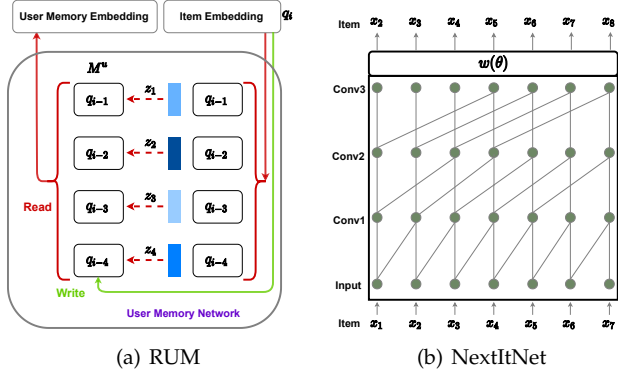 User Memory Embedding
Item Embedding
q_i
M^u
q_{i-1} z_1 q_{i-1}
q_{i-2} z_2 q_{i-2}
Read
q_{i-3} z_3 q_{i-3}
q_{i-4} z_4 q_{i-4}
Write
User Memory Network
(a) RUM
Item x_2 x_3 x_4 x_5 x_6 x_7 x_8
w(θ)
Conv3
Conv2
Conv1
Input
Item x_1 x_2 x_3 x_4 x_5 x_6 x_7
(b) NextItNet